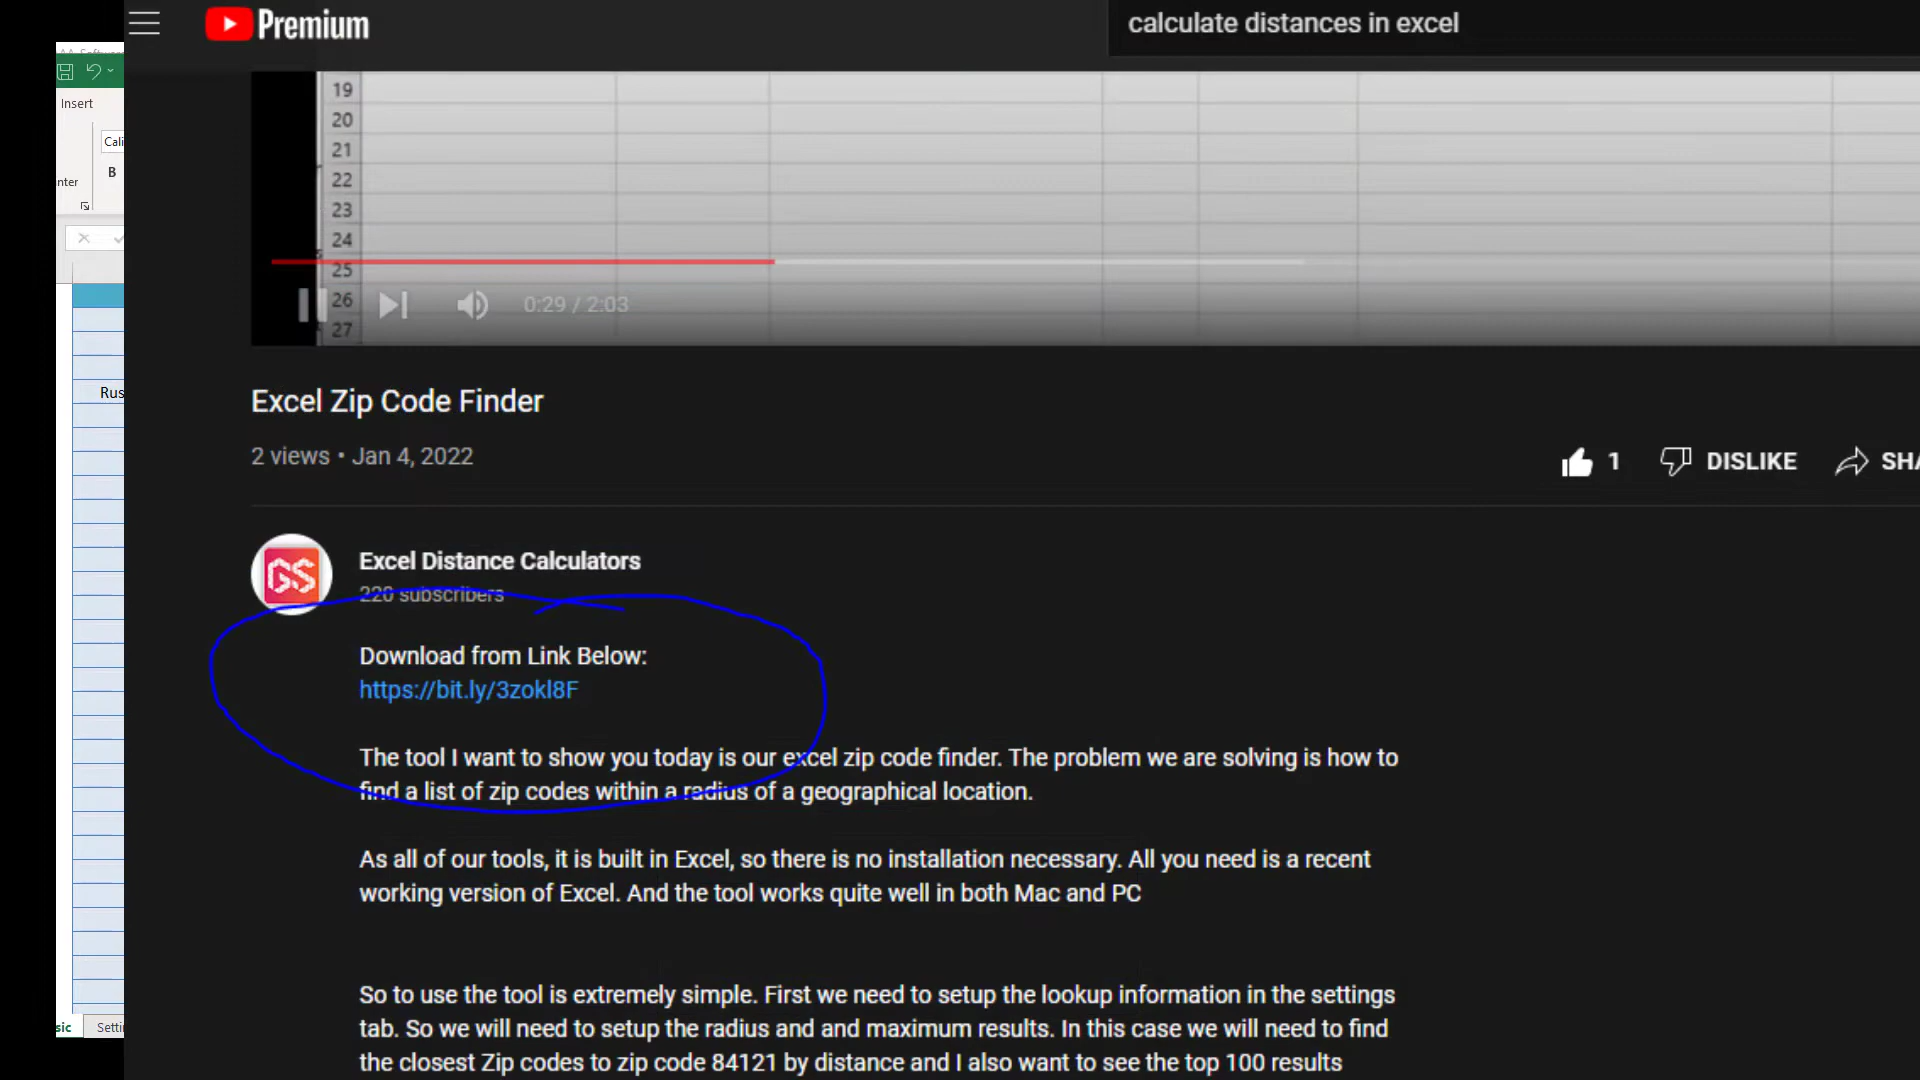 Premium
calculate distances in excel
Insert
Cali
B
nter
19
20
21
22
23
24
25
26
27
0:29 / 2:03
Excel Zip Code Finder
2 views • Jan 4, 2022
1 DISLIKE SHA
Rus
GS
Excel Distance Calculators
220 subscribers
Download from Link Below:
https://bit.ly/3zokl8F
The tool I want to show you today is our excel zip code finder. The problem we are solving is how to
find a list of zip codes within a radius of a geographical location.
As all of our tools, it is built in Excel, so there is no installation necessary. All you need is a recent
working version of Excel. And the tool works quite well in both Mac and PC
So to use the tool is extremely simple. First we need to setup the lookup information in the settings
tab. So we will need to setup the radius and and maximum results. In this case we will need to find
the closest Zip codes to zip code 84121 by distance and I also want to see the top 100 results
sic Settin